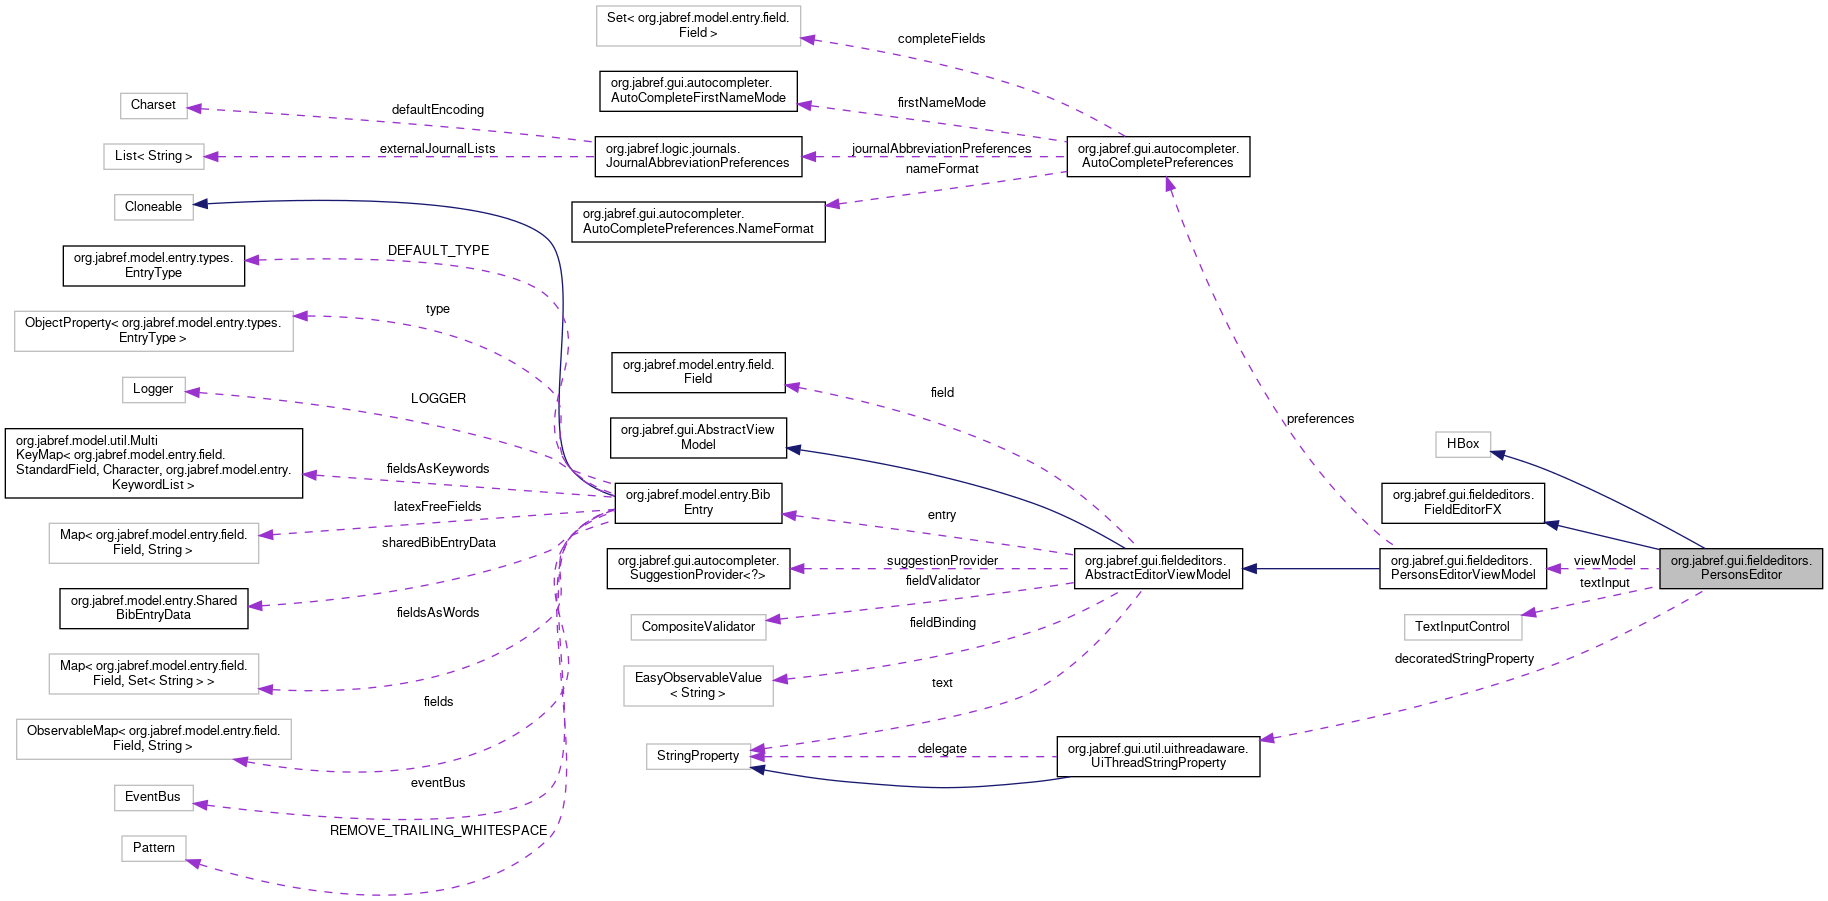 Set< org.jabref.model.entry.field.
Field >
completeFields
org.jabref.gui.autocompleter.
AutoCompleteFirstNameMode
firstNameMode
Charset
defaultEncoding
List< String >
externalJournalLists
org.jabref.logic.journals.
JournalAbbreviationPreferences
journalAbbreviationPreferences
nameFormat
org.jabref.gui.autocompleter.
AutoCompletePreferences
Cloneable
org.jabref.gui.autocompleter.
AutoCompletePreferences.NameFormat
org.jabref.model.entry.types.
EntryType
DEFAULT_TYPE
ObjectProperty< org.jabref.model.entry.types.
EntryType >
type
Logger
LOGGER
org.jabref.model.entry.field.
Field
field
org.jabref.gui.AbstractView
Model
preferences
org.jabref.model.util.Multi
KeyMap< org.jabref.model.entry.field.
StandardField, Character, org.jabref.model.entry.
KeywordList >
fieldsAsKeywords
HBox
org.jabref.model.entry.Bib
Entry
entry
org.jabref.gui.fieldeditors.
FieldEditorFX
latexFreeFields
Map< org.jabref.model.entry.field.
Field, String >
sharedBibEntryData
org.jabref.gui.autocompleter.
SuggestionProvider<?>
suggestionProvider
fieldValidator
org.jabref.gui.fieldeditors.
AbstractEditorViewModel
org.jabref.gui.fieldeditors.
PersonsEditorViewModel
viewModel
textInput
org.jabref.gui.fieldeditors.
PersonsEditor
org.jabref.model.entry.Shared
BibEntryData
fieldsAsWords
CompositeValidator
fieldBinding
TextInputControl
Map< org.jabref.model.entry.field.
Field, Set< String > >
EasyObservableValue
< String >
text
decoratedStringProperty
fields
ObservableMap< org.jabref.model.entry.field.
Field, String >
StringProperty
delegate
org.jabref.gui.util.uithreadaware.
UiThreadStringProperty
eventBus
EventBus
REMOVE_TRAILING_WHITESPACE
Pattern